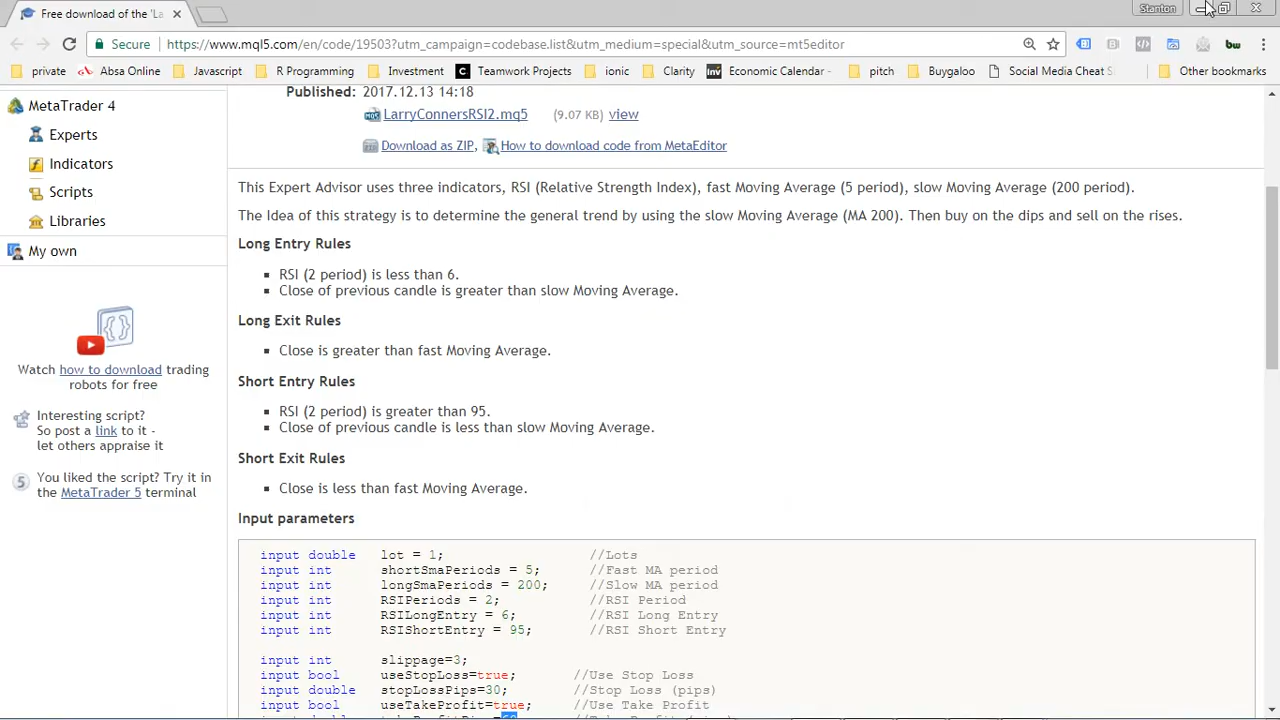 Free download of the 'La
Stanton
Secure https://www.mql5.com/en/code/19503?utm_campaign=codebase.list&utm_medium=special&utm_source=mt5editor
private Absa Online Javascript R Programming Investment Teamwork Projects ionic Clarity Economic Calendar - pitch Buygaloo Social Media Cheat S Other bookmarks
MetaTrader 4
Experts
Indicators
Scripts
Libraries
My own
Watch how to download trading
robots for free
Interesting script?
So post a link to it -
let others appraise it
You liked the script? Try it in
the MetaTrader 5 terminal
Published: 2017.12.13 14:18
LarryConnersRSI2.mq5 (9.07 KB) view
Download as ZIP, How to download code from MetaEditor
This Expert Advisor uses three indicators, RSI (Relative Strength Index), fast Moving Average (5 period), slow Moving Average (200 period).
The Idea of this strategy is to determine the general trend by using the slow Moving Average (MA 200). Then buy on the dips and sell on the rises.
Long Entry Rules
RSI (2 period) is less than 6.
Close of previous candle is greater than slow Moving Average.
Long Exit Rules
Close is greater than fast Moving Average.
Short Entry Rules
RSI (2 period) is greater than 95.
Close of previous candle is less than slow Moving Average.
Short Exit Rules
Close is less than fast Moving Average.
Input parameters
input double lot = 1; //Lots
input int shortSmaPeriods = 5; //Fast MA period
input int longSmaPeriods = 200; //Slow MA period
input int RSIPeriods = 2; //RSI Period
input int RSILongEntry = 6; //RSI Long Entry
input int RSIShortEntry = 95; //RSI Short Entry
input int slippage=3;
input bool useStopLoss=true; //Use Stop Loss
input double stopLossPips=30; //Stop Loss (pips)
input bool useTakeProfit=true; //Use Take Profit